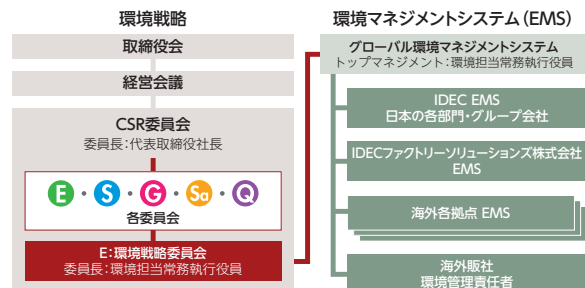 環境戦略
取締役会
経営会議
CSR委員会
委員長:代表取締役社長
E・S・G・Sa・Q
各委員会
E:環境戦略委員会
委員長:環境担当常務執行役員
環境マネジメントシステム(EMS)
グローバル環境マネジメントシステム
トップマネジメント:環境担当常務執行役員
IDEC EMS
日本の各部門・グループ会社
IDECファクトリーソリューションズ株式会社
EMS
海外各拠点 EMS
海外販社
環境管理責任者